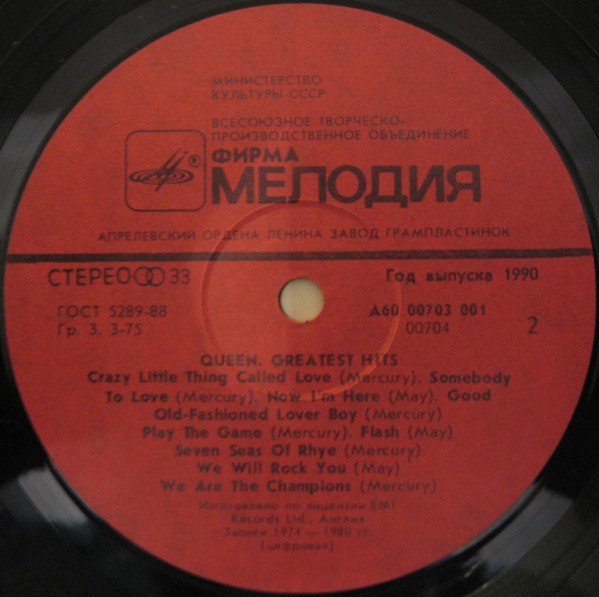 МИНИСТЕРСТВО
КУЛЬТУРЫ СССР
ВСЕСОЮЗНОЕ ТВОРЧЕСКО-
ПРОИЗВОДСТВЕННОЕ ОБЪЕДИНЕНИЕ
®
ФИРМА
МЕЛОДИЯ
АПРЕЛЕВСКИЙ ОРДЕНА ЛЕНИНА ЗАВОД ГРАМПЛАСТИНОК
СТЕРЕО 33 Год выпуска 1990
ГОСТ 5289-88 А60 00703 001
Гр. 3, 3-75 00704 2
QUEEN. GREATEST HITS
Crazy Little Thing Called Love (Mercury). Somebody
To Love (Mercury). Now I'm Here (May). Good
Old-Fashioned Lover Boy (Mercury)
Play The Game (Mercury). Flash (May)
Seven Seas Of Rhye (Mercury)
We Will Rock You (May)
We Are The Champions (Mercury)
Изготовлено по лицензии EMI
Records Ltd., Англия
Записи 1974 — 1980 гг.
(цифровая)